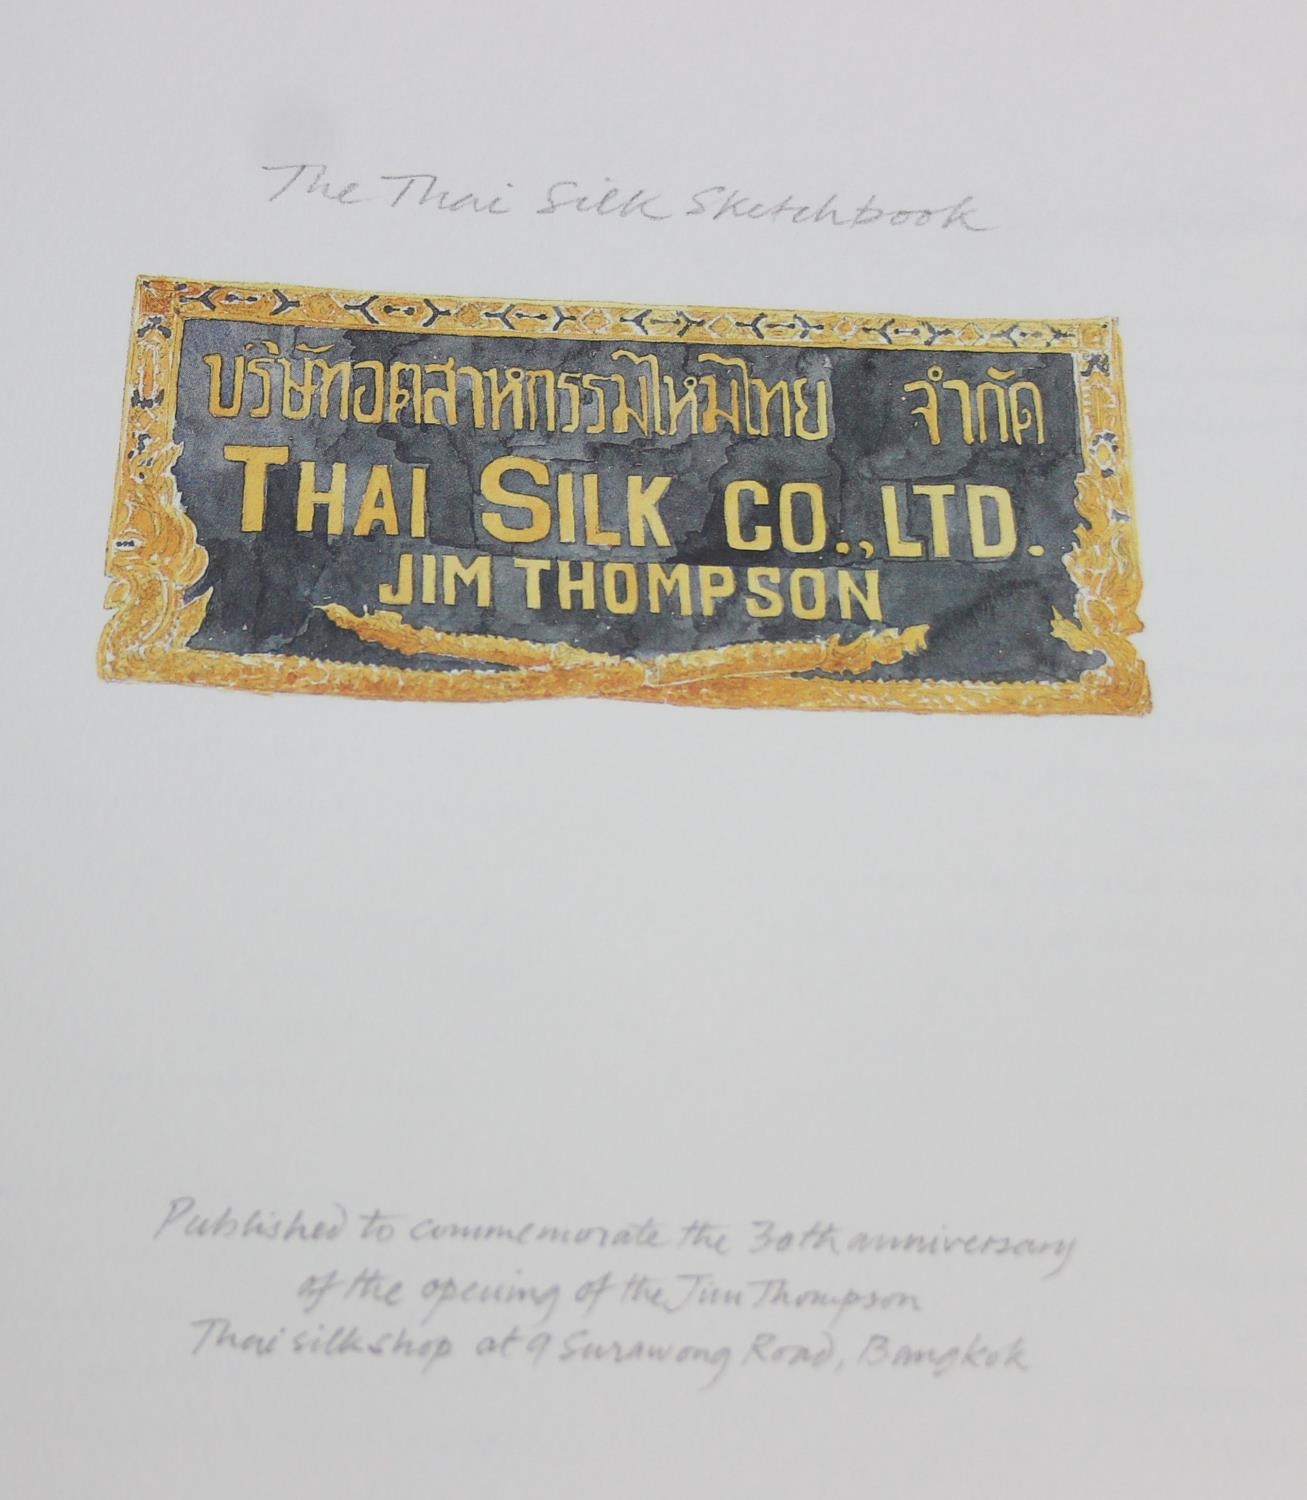 The Thai Silk Sketchbook
บริษัทอุตสาหกรรมไหมไทย จำกัด
THAI SILK CO., LTD.
JIM THOMPSON
Published to commemorate the 30th anniversary
of the opening of the Jim Thompson
Thai silk shop at 9 Surawong Road, Bangkok